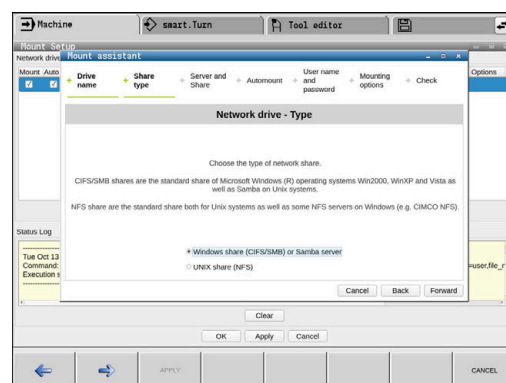 Machine
smart.Turn
Tool editor
Mount Setup
Network drive
Mount assistant
Mount Auto
Options
Drive name
Share type
Server and Share
Automount
User name and password
Mounting options
Check
Network drive - Type
Choose the type of network share.
CIFS/SMB shares are the standard share of Microsoft Windows (R) operating systems Win2000, WinXP and Vista as
well as Samba on Unix systems.
NFS share are the standard share both for Unix systems as well as some NFS servers on Windows (e.g. CIMCO NFS).
Status Log
Tue Oct 13
Command:
=user,file_r
Execution s
Windows share (CIFS/SMB) or Samba server
UNIX share (NFS)
Cancel Back Forward
Clear
OK Apply Cancel
APPLY
CANCEL